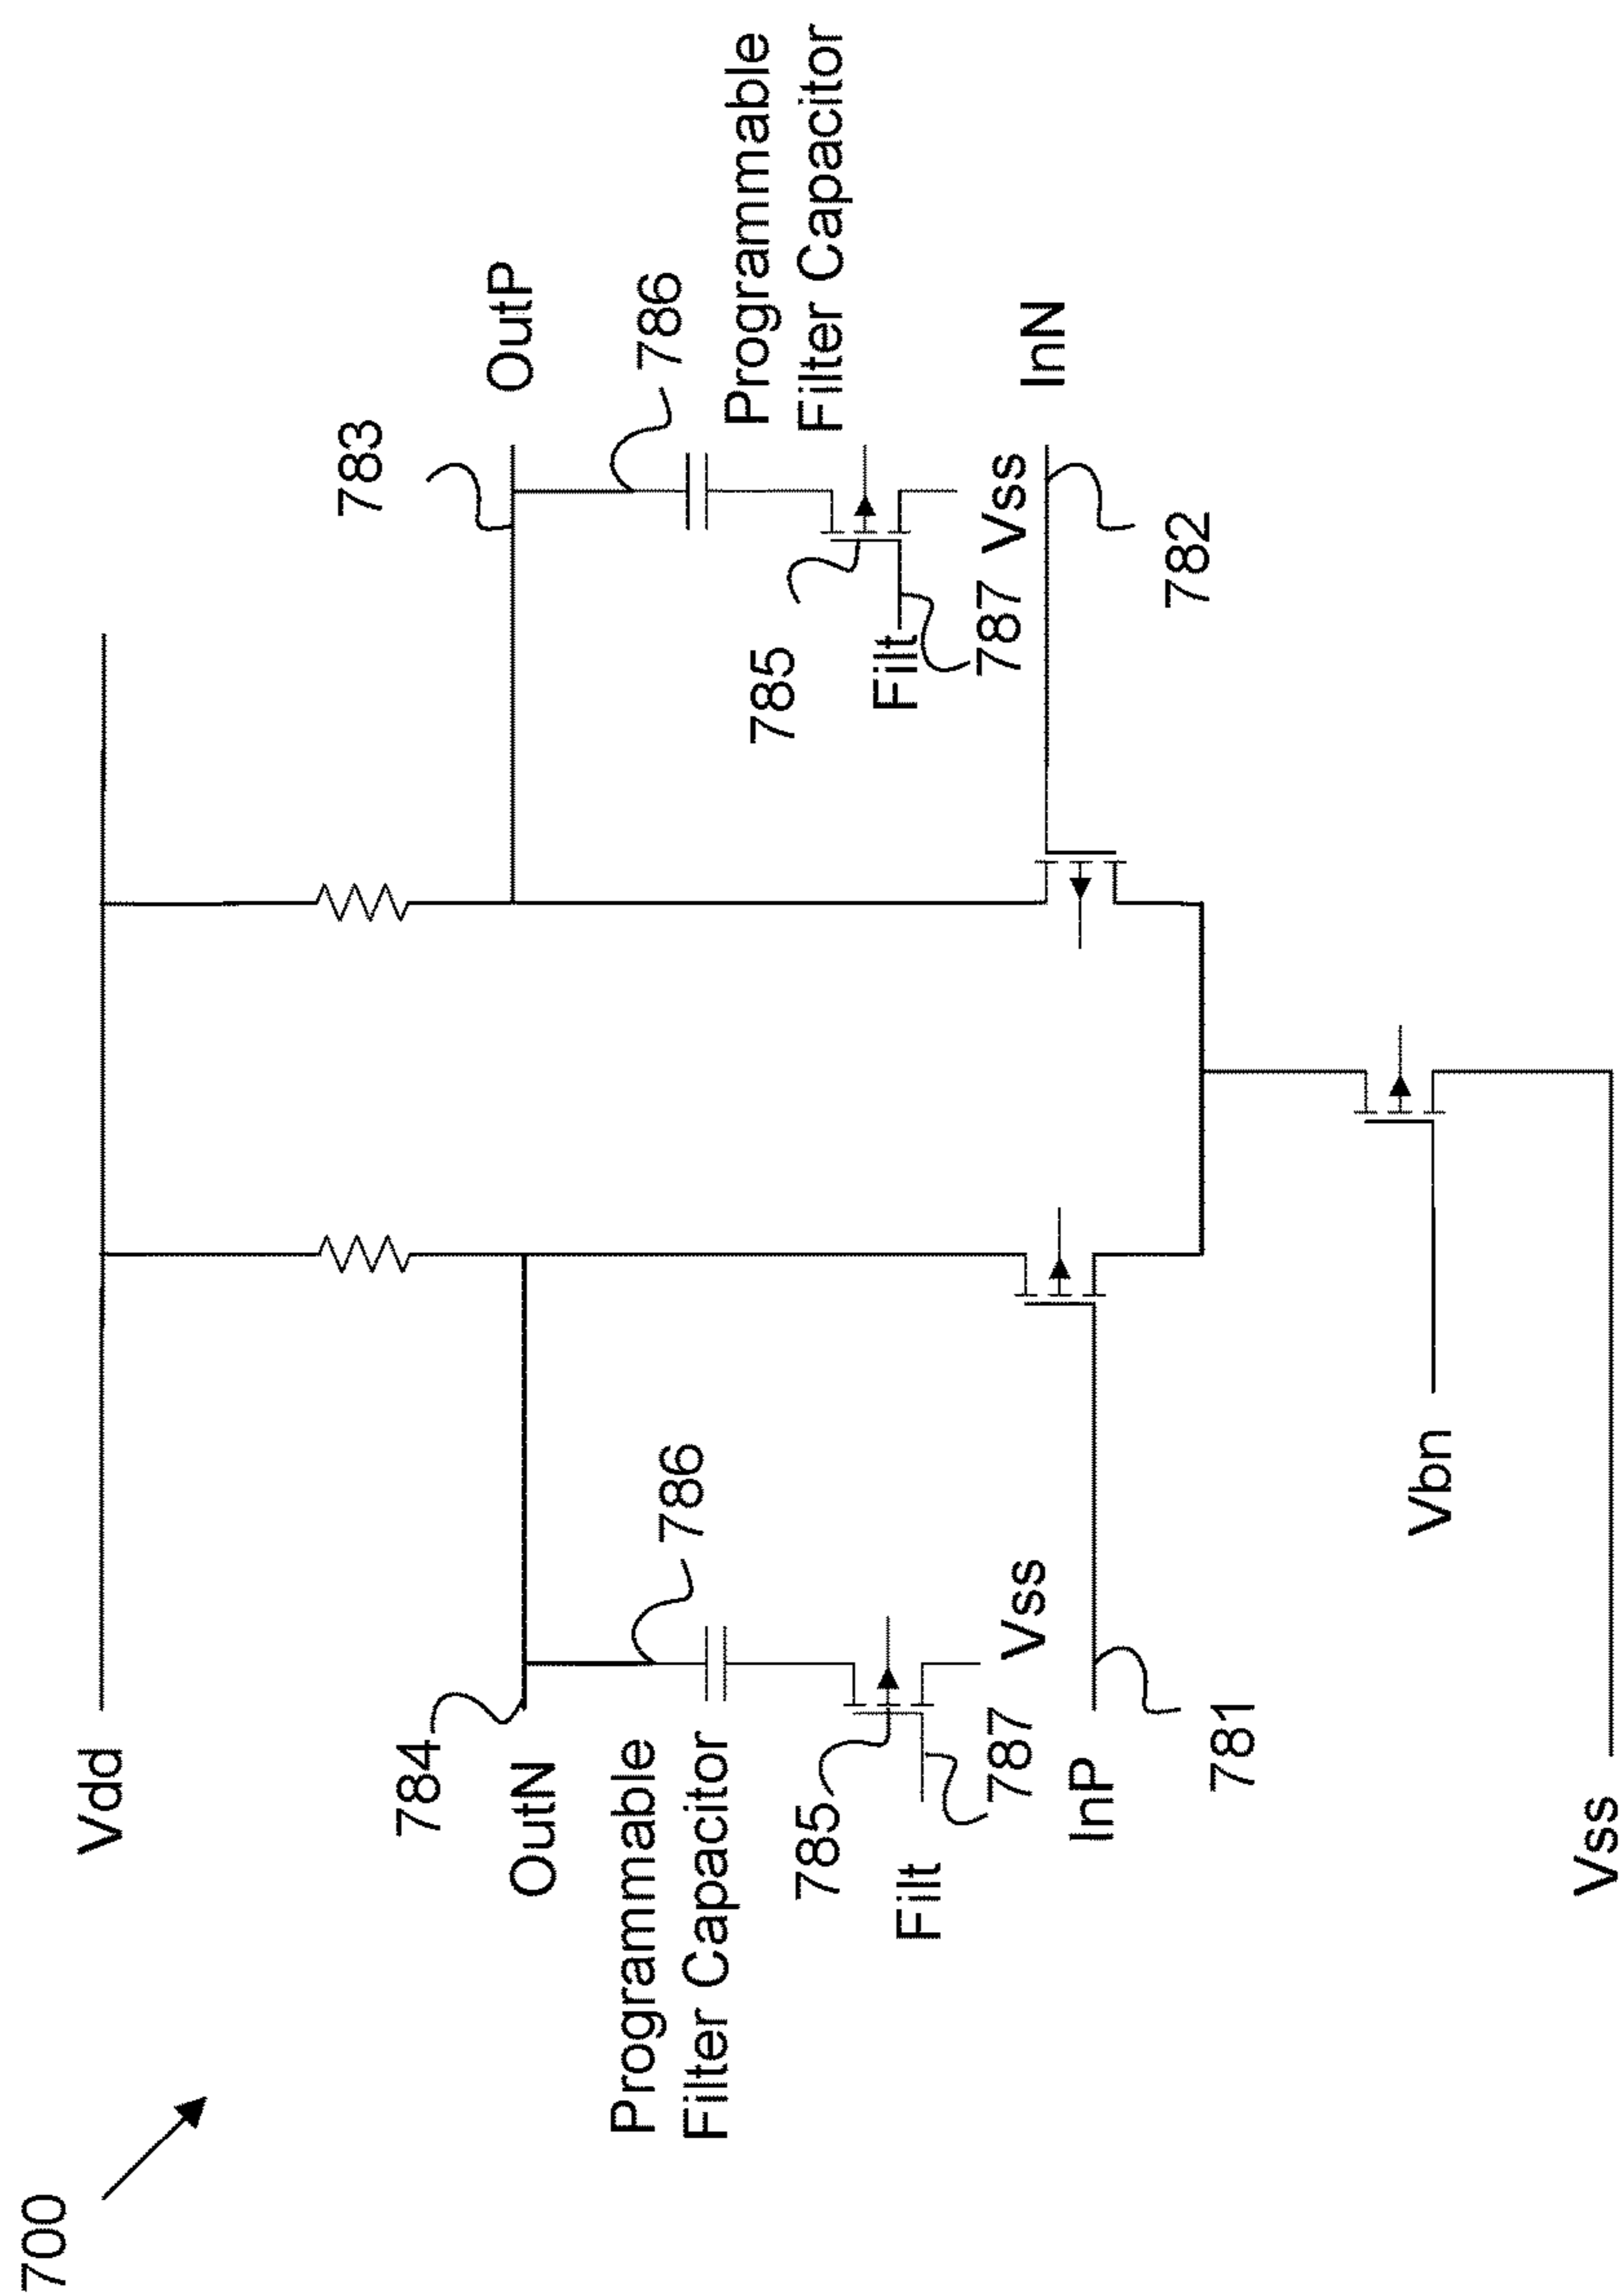 700
Vdd
784
OutN
Programmable
Filter Capacitor
786
785
Filt
787
Vss
InP
781
Vbn
Vss
783
OutP
786
Programmable
Filter Capacitor
785
Filt
787
Vss
InN
782